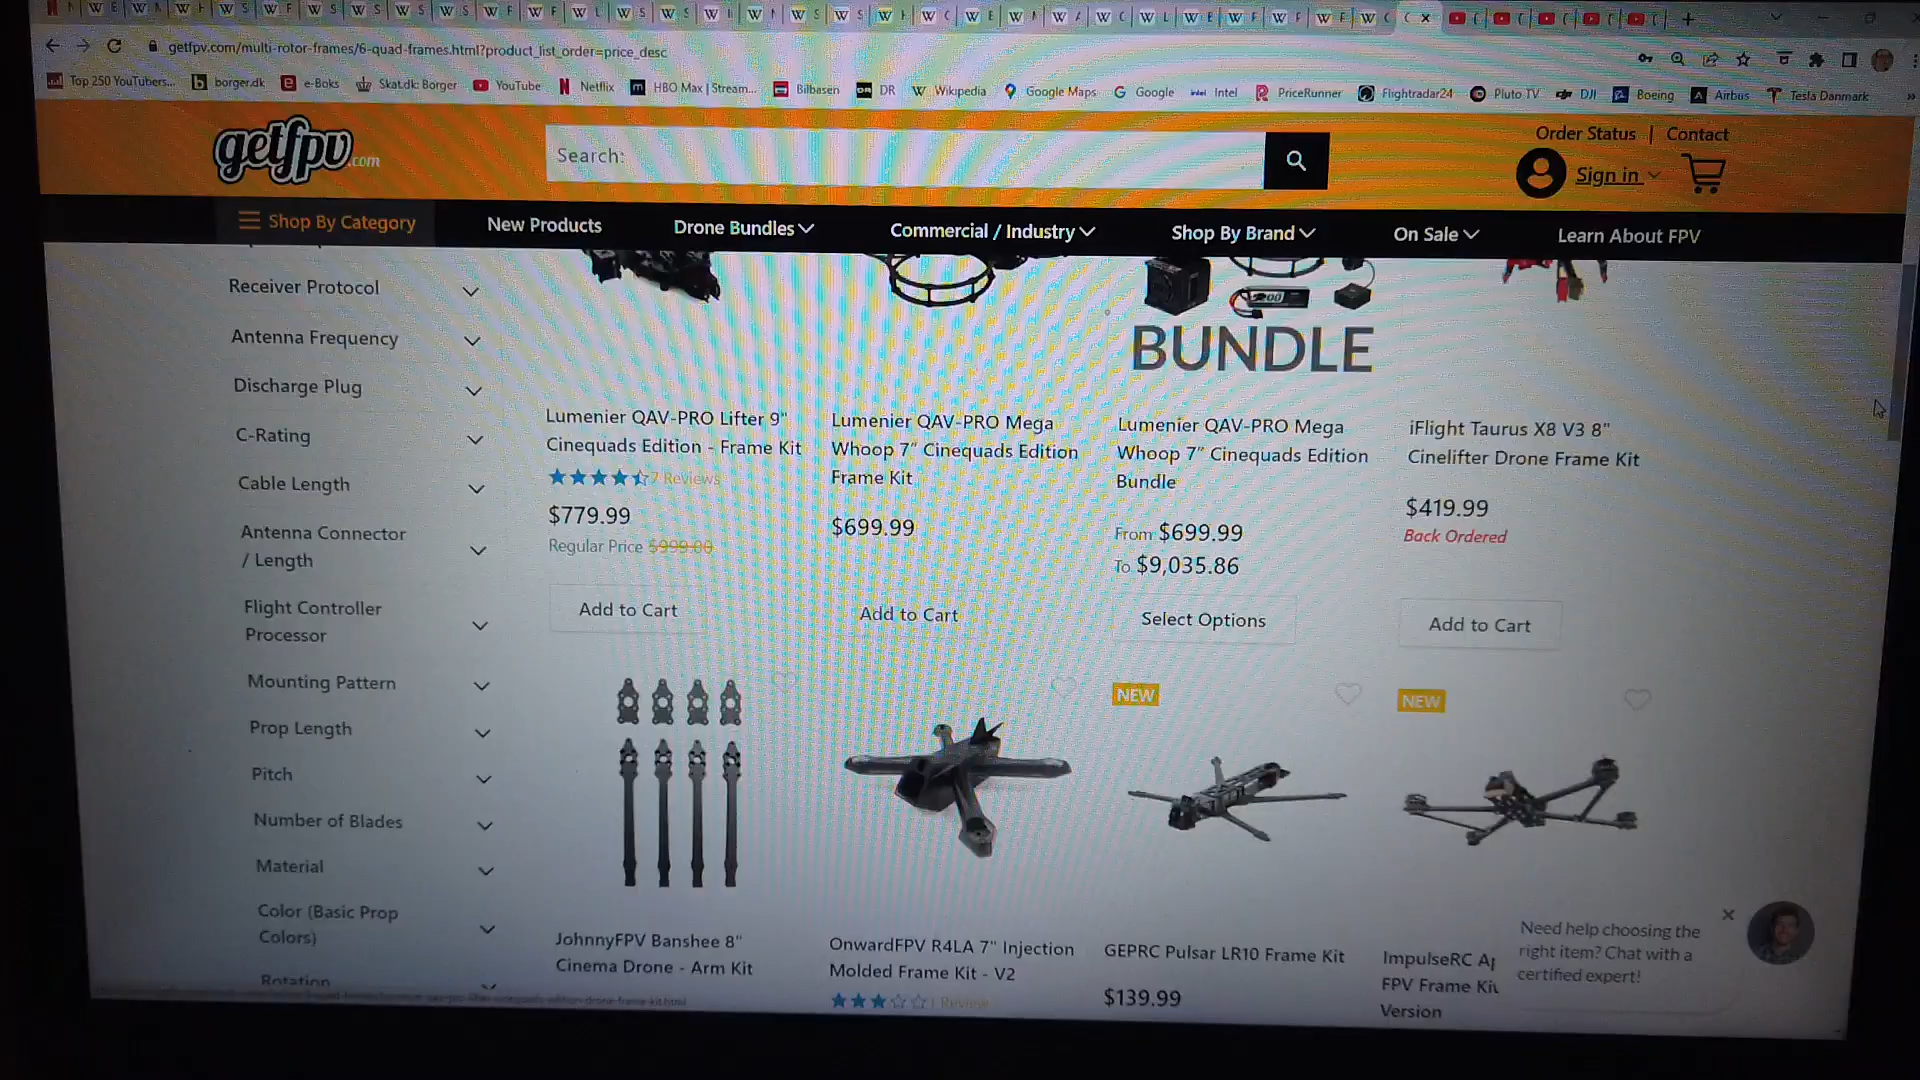 getfpv.com/multi-rotor-frames/6-quad-frames.html?product_list_order=price_desc
Top 250 YouTubers... borger.dk e-Boks Skat.dk: Borger YouTube Netflix HBO Max | Stream... Bilbasen DR Wikipedia Google Maps Google Intel PriceRunner Flightradar24 Pluto TV DJI Boeing Airbus Tesla Danmark
getfpv.com
Search:
Order Status | Contact
Sign in
Shop By Category New Products Drone Bundles Commercial / Industry Shop By Brand On Sale Learn About FPV
Receiver Protocol
Antenna Frequency
Discharge Plug
C-Rating
Cable Length
Antenna Connector
/ Length
Flight Controller
Processor
Mounting Pattern
Prop Length
Pitch
Number of Blades
Material
Color (Basic Prop
Colors)
Rotation
BUNDLE
Lumenier QAV-PRO Lifter 9"
Cinequads Edition - Frame Kit
7 Reviews
$779.99
Regular Price $999.00
Add to Cart
Lumenier QAV-PRO Mega
Whoop 7″ Cinequads Edition
Frame Kit
$699.99
Add to Cart
Lumenier QAV-PRO Mega
Whoop 7″ Cinequads Edition
Bundle
From $699.99
To $9,035.86
Select Options
iFlight Taurus X8 V3 8"
Cinelifter Drone Frame Kit
$419.99
Back Ordered
Add to Cart
JohnnyFPV Banshee 8"
Cinema Drone - Arm Kit
OnwardFPV R4LA 7" Injection
Molded Frame Kit - V2
1 Review
NEW
GEPRC Pulsar LR10 Frame Kit
$139.99
NEW
ImpulseRC
FPV Frame Kit
Version
Need help choosing the
right item? Chat with a
certified expert!